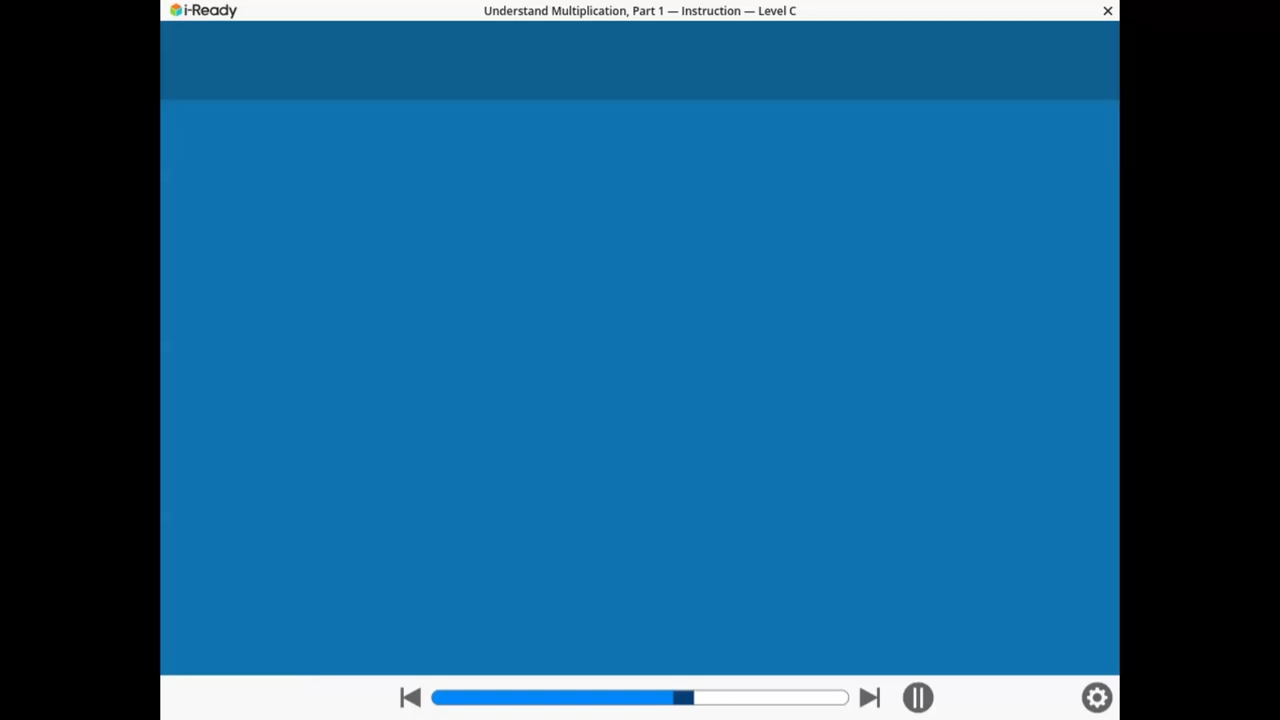 i-Ready
Understand Multiplication, Part 1 — Instruction — Level C